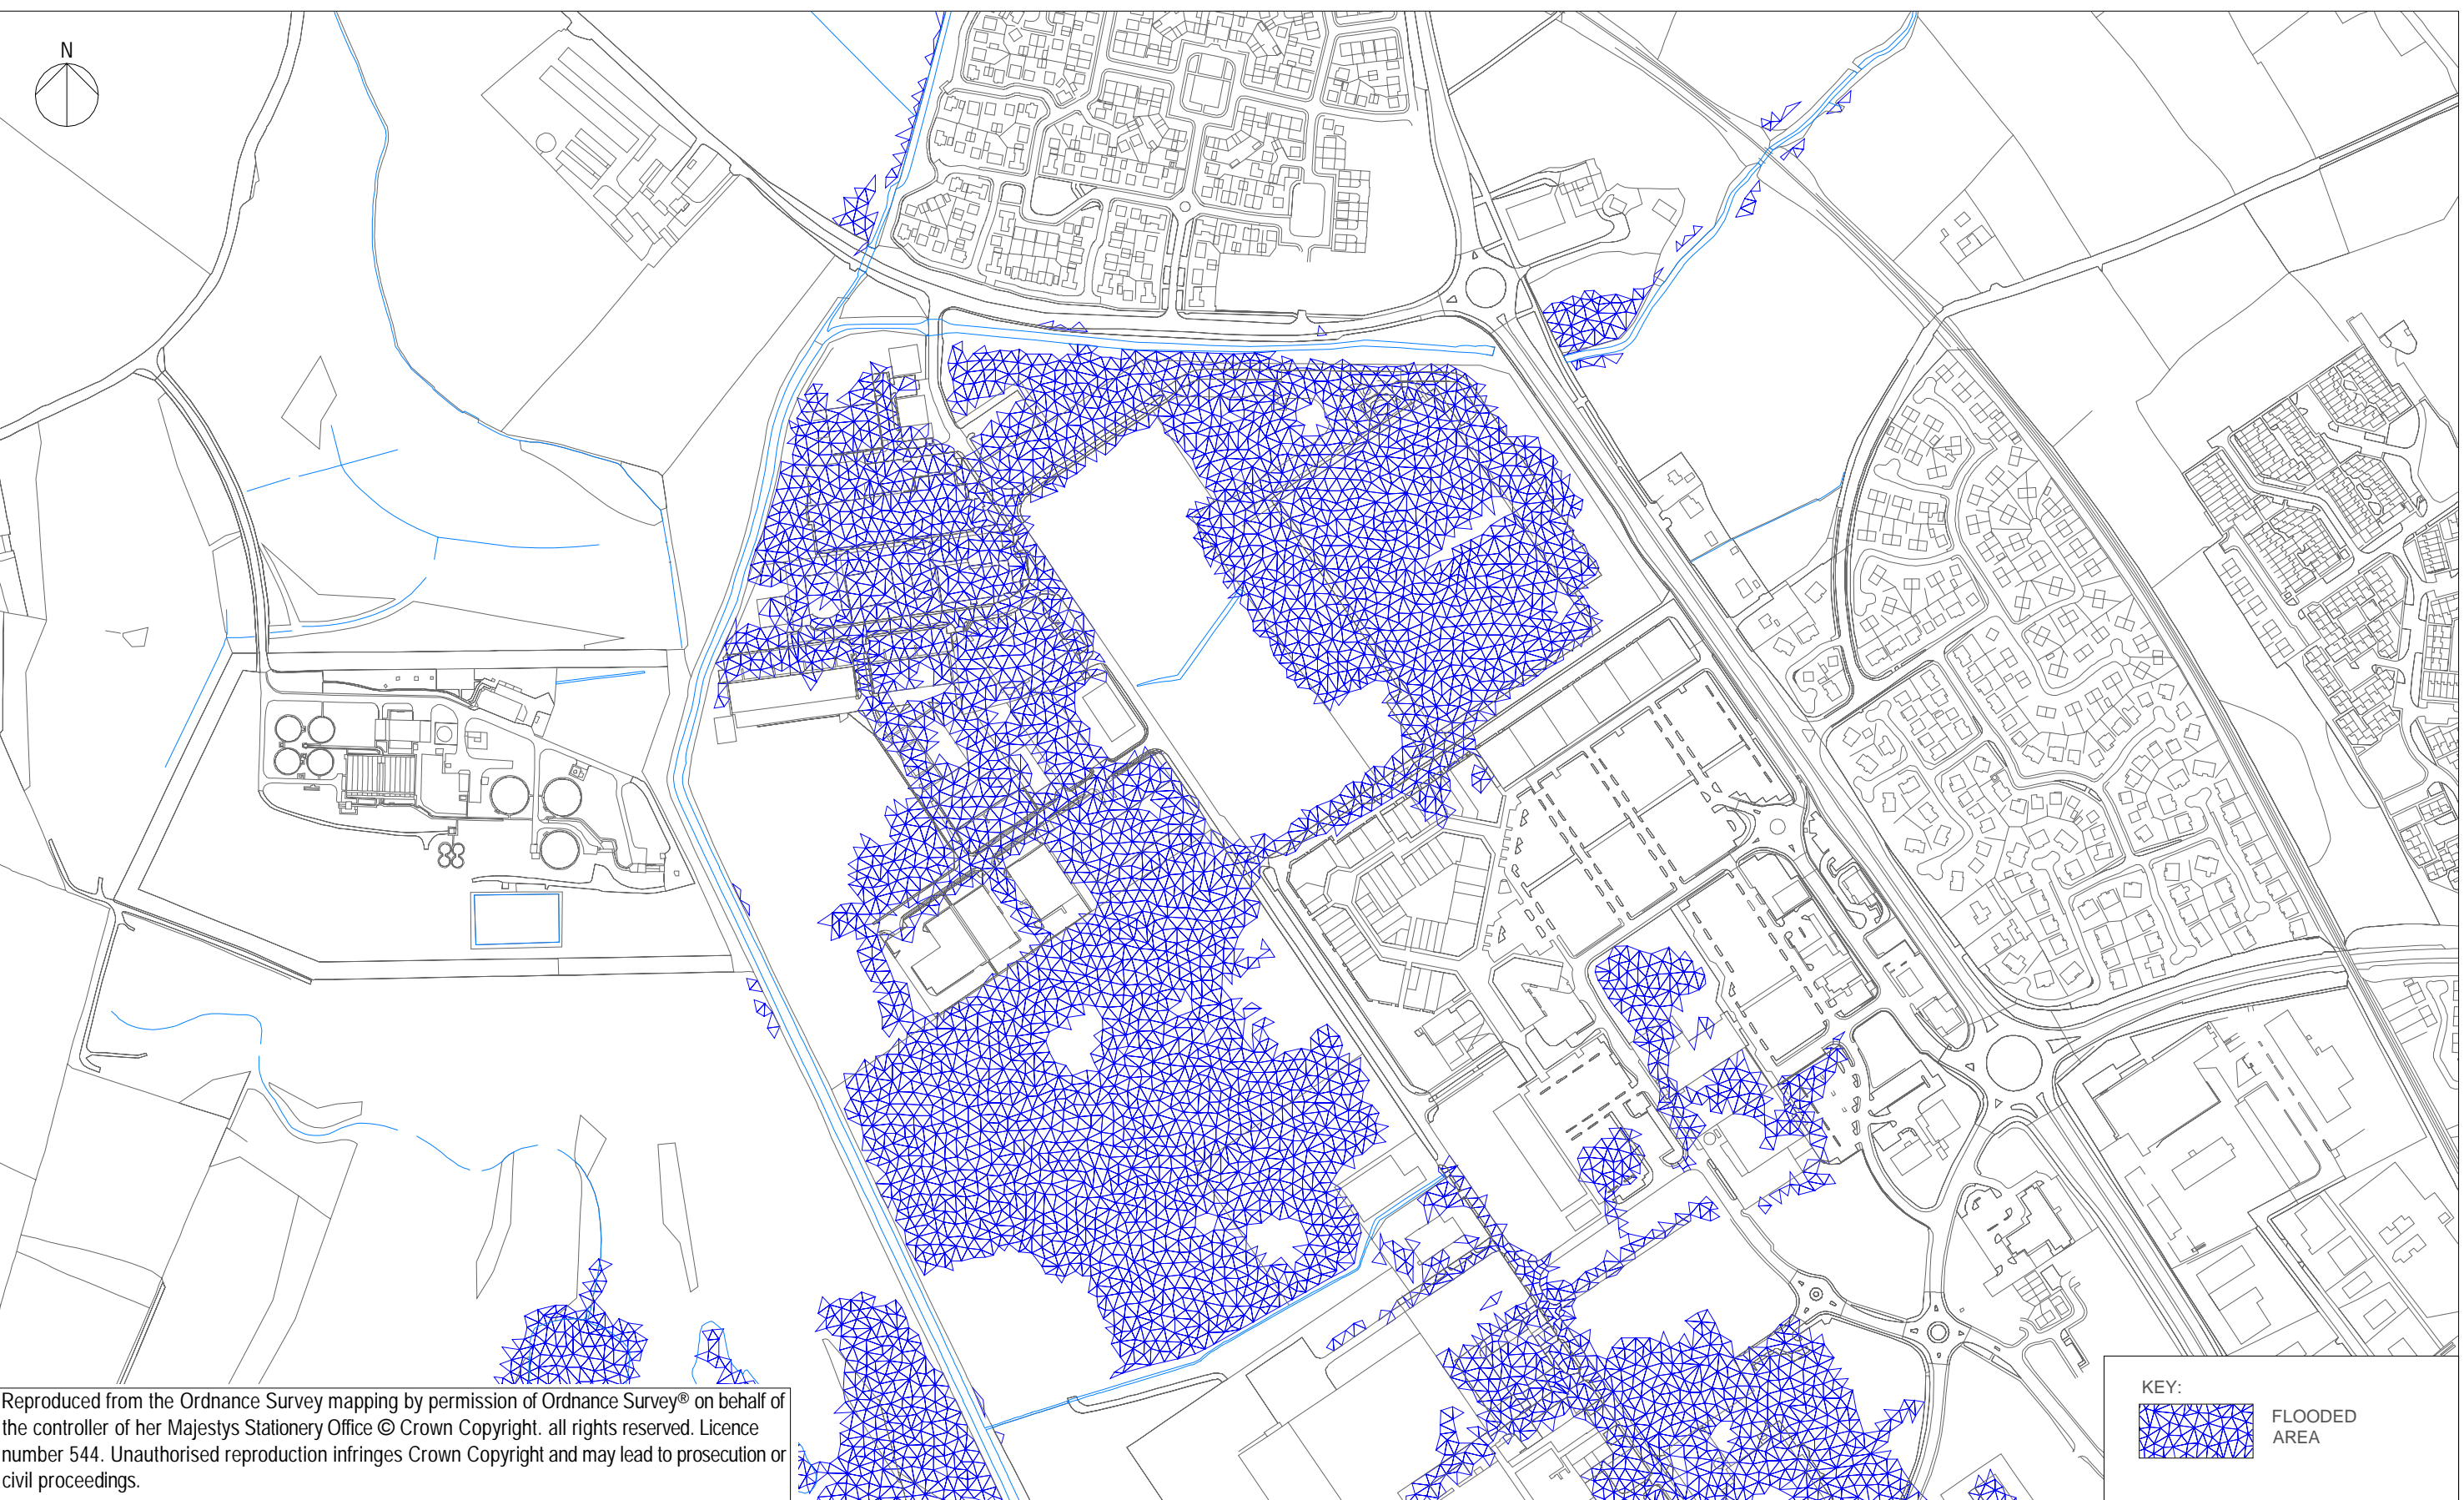 N
Reproduced from the Ordnance Survey mapping by permission of Ordnance Survey® on behalf of
the controller of her Majestys Stationery Office © Crown Copyright. all rights reserved. Licence
number 544. Unauthorised reproduction infringes Crown Copyright and may lead to prosecution or
civil proceedings.
KEY:
FLOODED
AREA